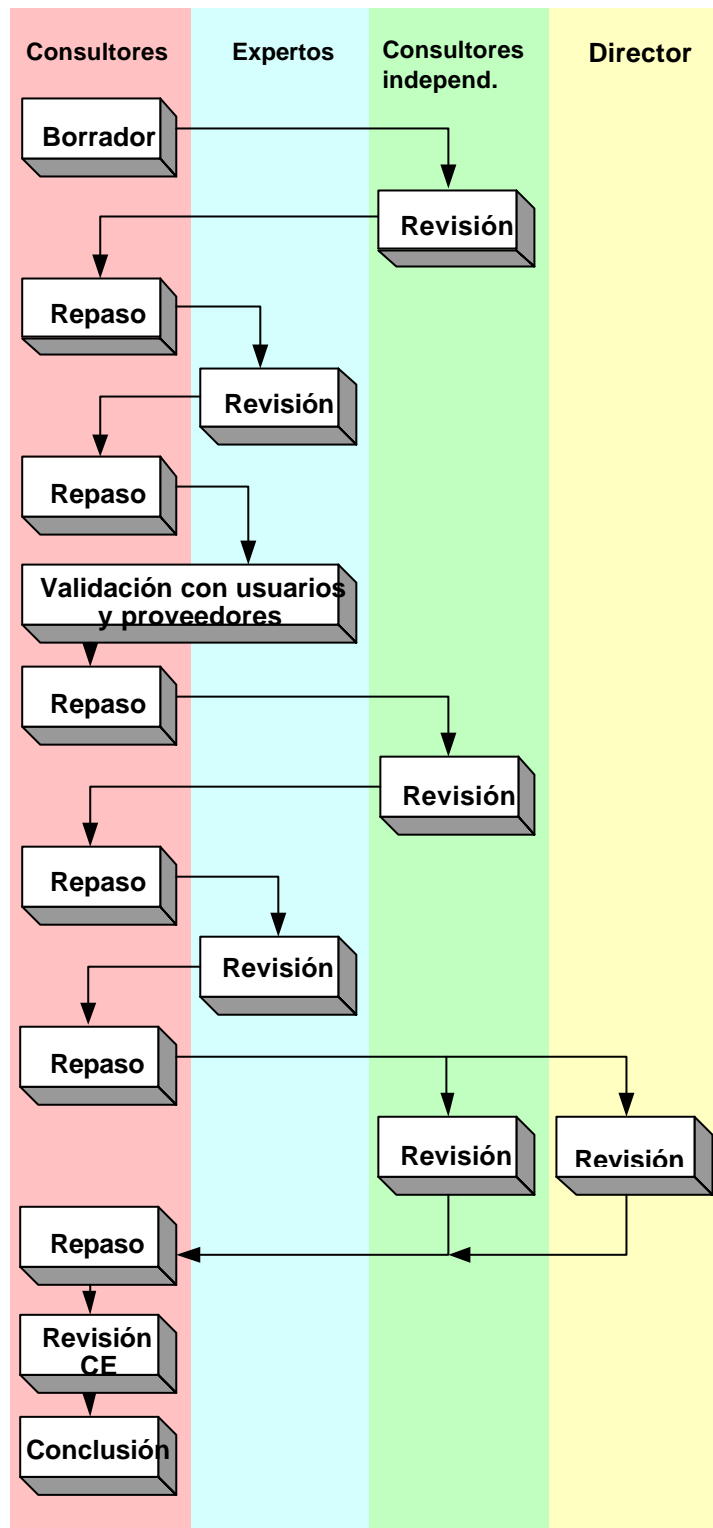 Consultores
Expertos
Consultores
independ.
Director
Borrador
Revisión
Repaso
Revisión
Repaso
Validación con usuarios
y proveedores
Repaso
Revisión
Repaso
Revisión
Repaso
Revisión
Revisión
Repaso
Revisión
CE
Conclusión